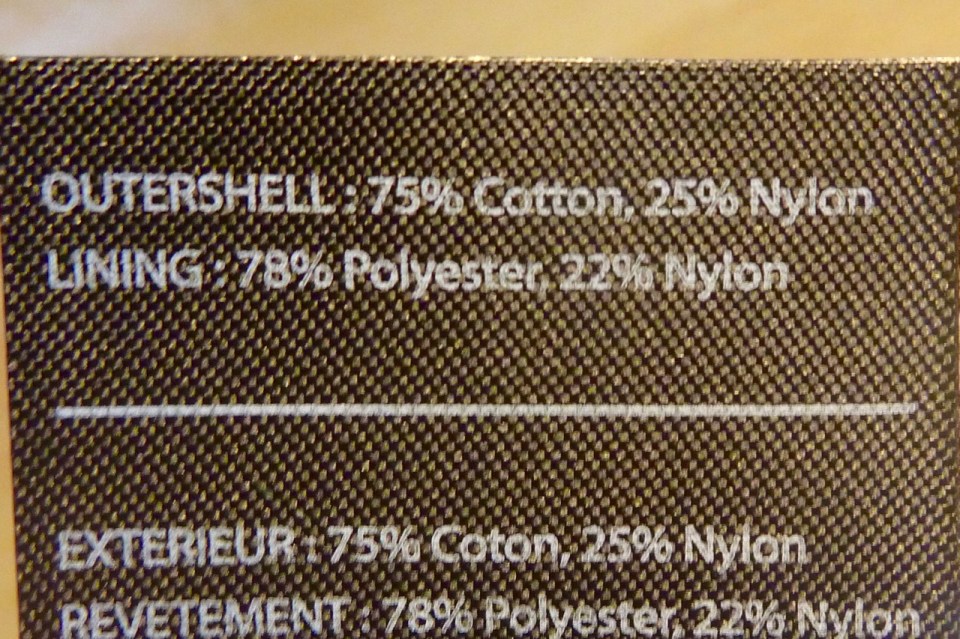 OUTERSHELL : 75% Cotton, 25% Nylon
LINING : 78% Polyester, 22% Nylon
EXTERIEUR : 75% Coton, 25% Nylon
REVETEMENT : 78% Polyester, 22% Nylon